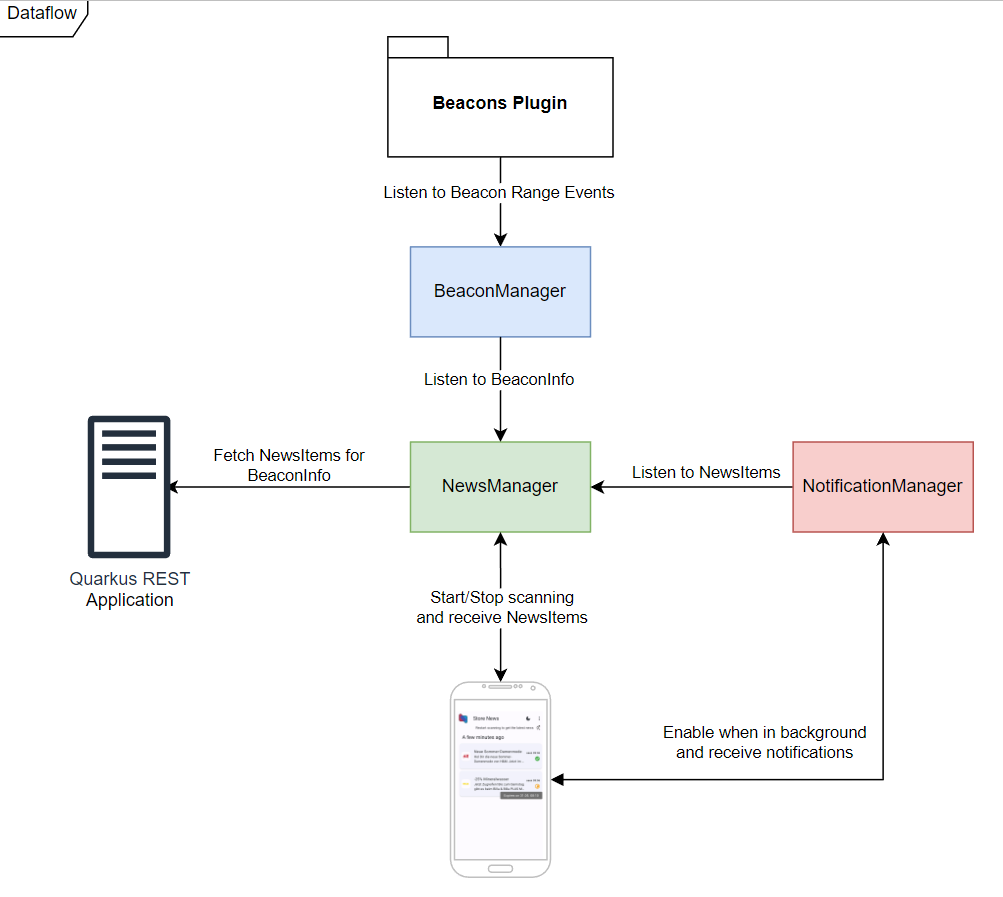 Dataflow
Beacons Plugin
Listen to Beacon Range Events
BeaconManager
Listen to BeaconInfo
Fetch NewsItems for
BeaconInfo
NewsManager
Listen to NewsItems
NotificationManager
Quarkus REST
Application
Start/Stop scanning
and receive NewsItems
Store News
A few minutes ago
Enable when in background
and receive notifications